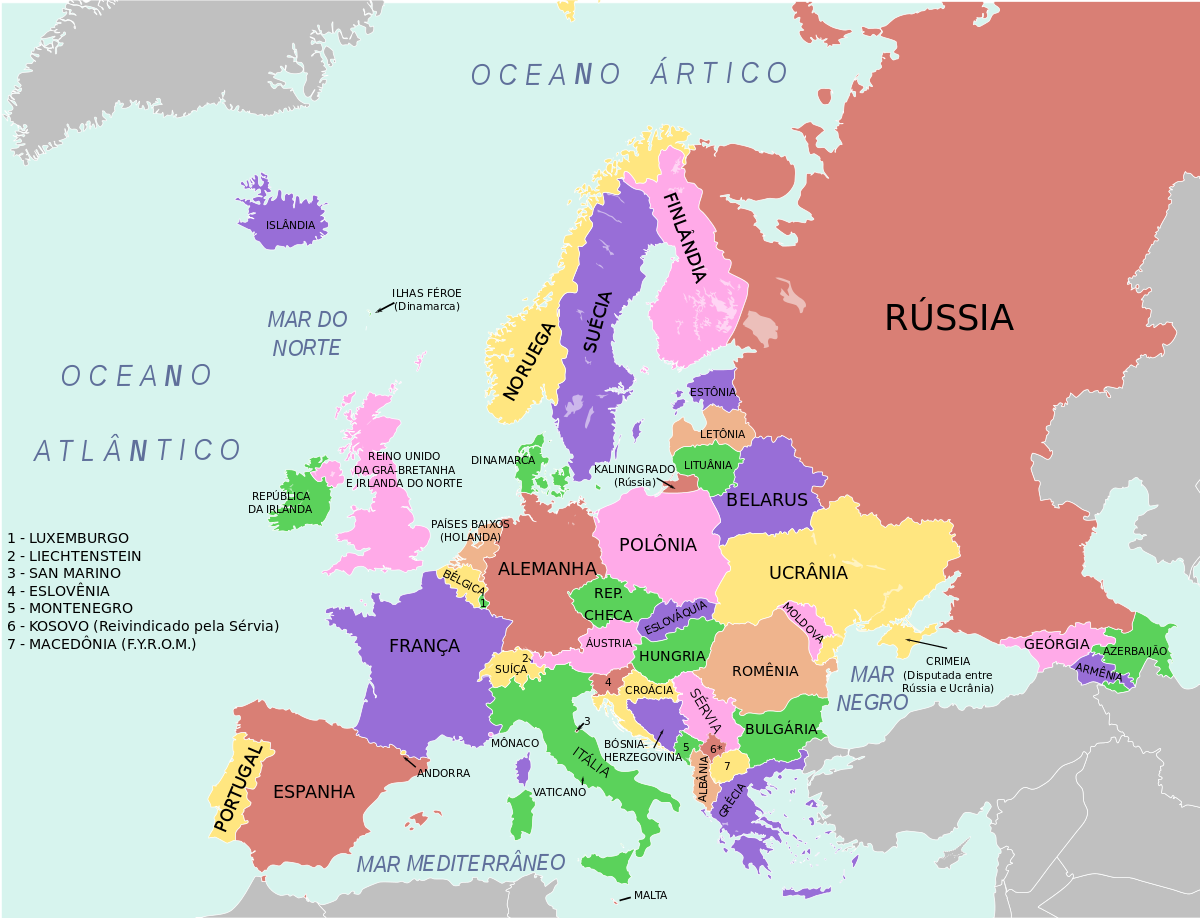 OCEANO ÁRTICO
ISLÂNDIA
ILHAS FÉROE
(Dinamarca)
MAR DO
NORTE
OCEANO
ATLÂNTICO
NORUEGA
SUÉCIA
FINLÂNDIA
RÚSSIA
ESTÔNIA
LETÔNIA
LITUÂNIA
KALININGRADO
(Rússia)
BELARUS
DINAMARCA
REINO UNIDO
DA GRÃ-BRETANHA
E IRLANDA DO NORTE
REPÚBLICA
DA IRLANDA
PAÍSES BAIXOS
(HOLANDA)
BÉLGICA
1
ALEMANHA
POLÔNIA
UCRÂNIA
REP.
CHECA
ESLOVÁQUIA
MOLDOVA
1 - LUXEMBURGO
2 - LIECHTENSTEIN
3 - SAN MARINO
4 - ESLOVÊNIA
5 - MONTENEGRO
6 - KOSOVO (Reivindicado pela Sérvia)
7 - MACEDÔNIA (F.Y.R.O.M.)
FRANÇA
SUÍÇA
2
ÁUSTRIA
HUNGRIA
ROMÊNIA
4
CROÁCIA
SÉRVIA
BÓSNIA-
HERZEGOVINA
5
6*
7
BULGÁRIA
ALBÂNIA
GRÉCIA
MAR
NEGRO
CRIMEIA
(Disputada entre
Rússia e Ucrânia)
GEÓRGIA
ARMÊNIA
AZERBAIJÃO
MÔNACO
3
ITÁLIA
VATICANO
ANDORRA
PORTUGAL
ESPANHA
MAR MEDITERRÂNEO
MALTA